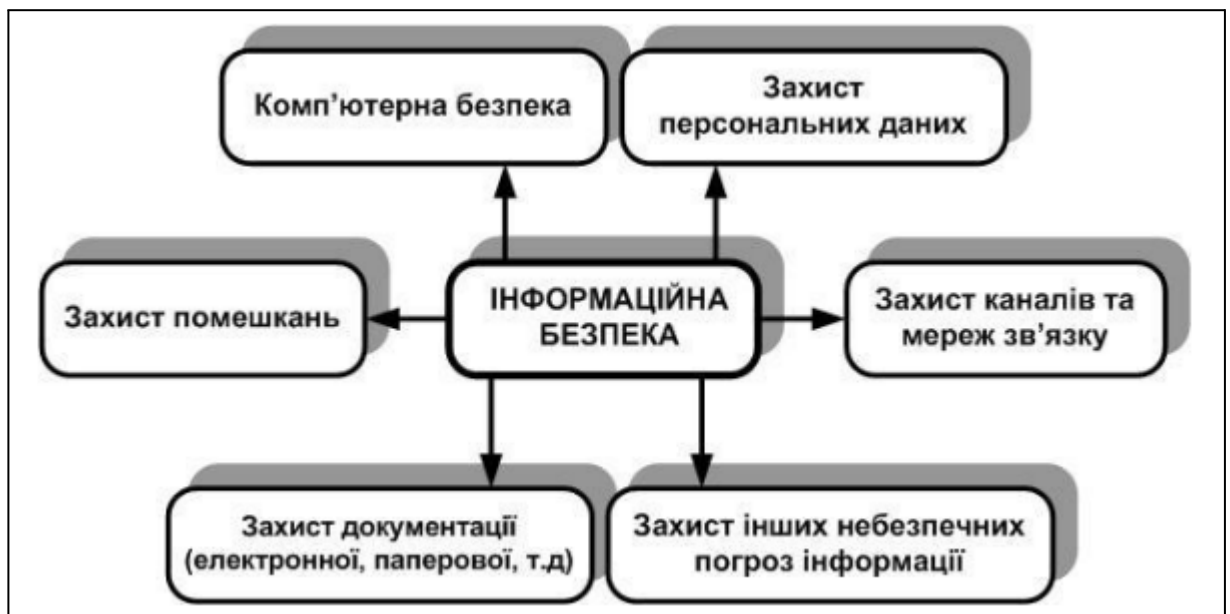 Комп’ютерна безпека
Захист
персональних даних
Захист помешкань
ІНФОРМАЦІЙНА
БЕЗПЕКА
Захист каналів та
мереж зв’язку
Захист документації
(електронної, паперової, т.д)
Захист інших небезпечних
погроз інформації